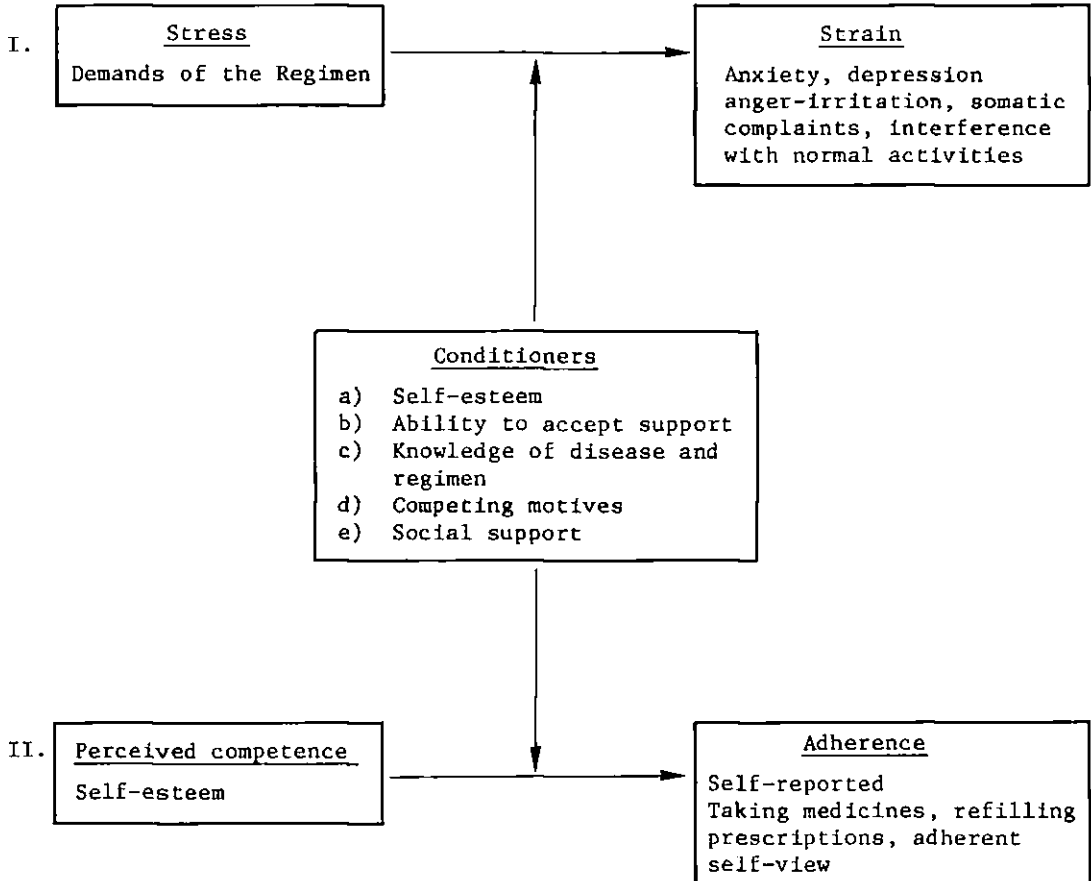 I.
Stress
Demands of the Regimen
Strain
Anxiety, depression
anger-irritation, somatic
complaints, interference
with normal activities
Conditioners
a) Self-esteem
b) Ability to accept support
c) Knowledge of disease and
regimen
d) Competing motives
e) Social support
II.
Perceived competence
Self-esteem
Adherence
Self-reported
Taking medicines, refilling
prescriptions, adherent
self-view